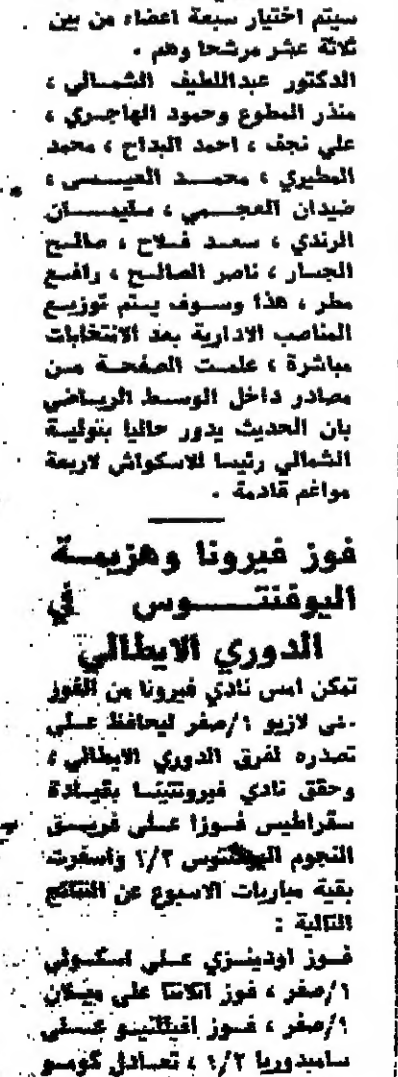 سيتم اختيار سبعة اعضاء من بين
ثلاثة عشر مرشحا وهم .
الدكتور عبداللطيف الشمالي ،
منذر المطوع وحمود الهاجري ،
علي نجف ، احمد البداح ، محمد
المطيري ، محمد العيسى ،
ضيدان العجمي ، سليمان
الرندي ، سعد فلاح ، صالح
الجسار ، ناصر الصالح ، رافع
مطر ، هذا وسوف يتم توزيع
المناصب الادارية بعد الانتخابات
مباشرة ، علمت الصفحة من
مصادر داخل الوسط الرياضي
بان الحديث يدور حاليا بتولية
الشمالي رئيسا للاسكواش لاربعة
مواغم قادمة .
فوز فيرونا وهزيمة
اليوفنتوس في
الدوري الايطالي
تمكن امس نادي فيرونا من الفوز
على لازيو ١/صفر ليحافظ على
تصدره لفرق الدوري الايطالي ،
وحقق نادي فيرونتينا بقيادة
سقراطيس فوزا على فريق
النجوم اليوفنتوس ٢/١ واسفرت
بقية مباريات الاسبوع عن النتائج
التالية :
فوز اودينزي على اسكولي
١/صفر ، فوز اتلانتا على ميلان
١/صفر ، فوز افيللينو على
سامبدوريا ٢/١ ، تعادل كومو